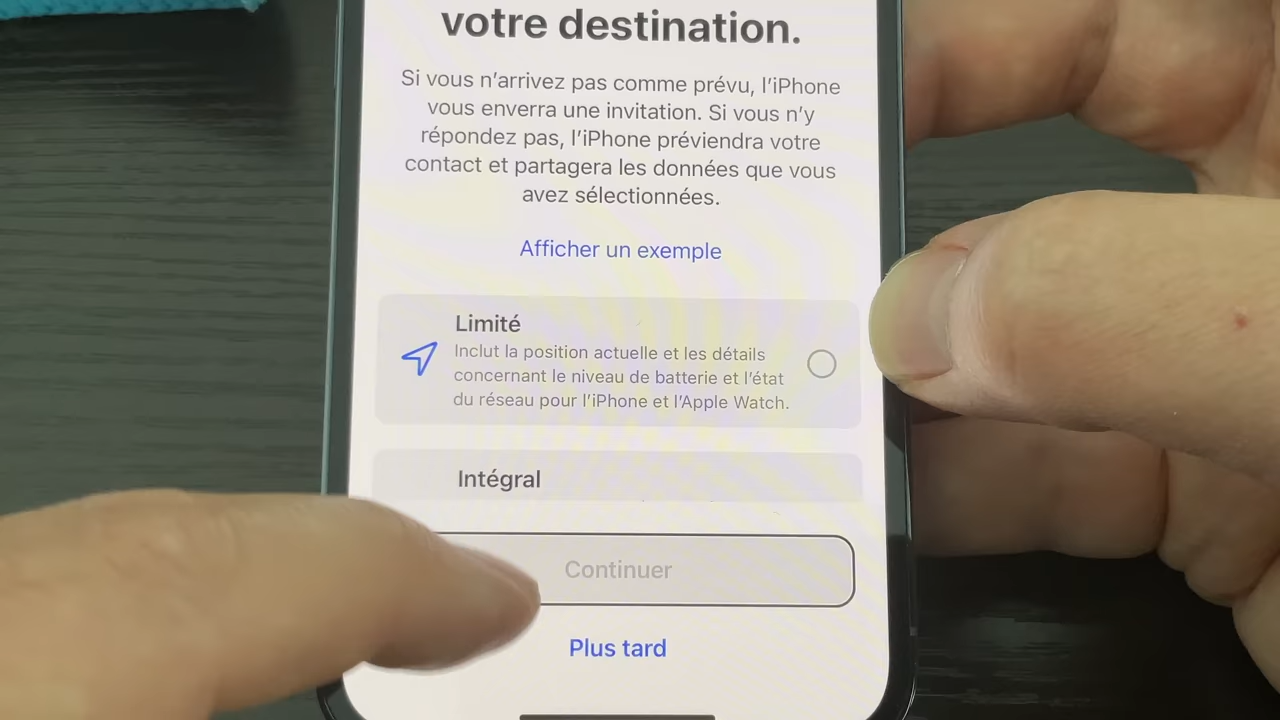 votre destination.
Si vous n’arrivez pas comme prévu, l’iPhone
vous enverra une invitation. Si vous n’y
répondez pas, l’iPhone préviendra votre
contact et partagera les données que vous
avez sélectionnées.
Afficher un exemple
Limité
Inclut la position actuelle et les détails
concernant le niveau de batterie et l’état
du réseau pour l’iPhone et l’Apple Watch.
Intégral
Continuer
Plus tard